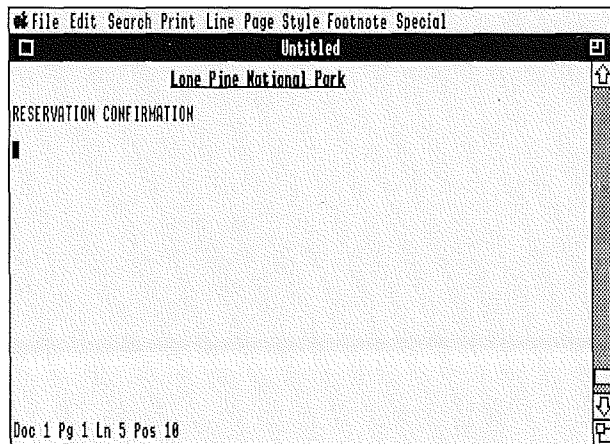 File Edit Search Print Line Page Style Footnote Special
Untitled
Lone Pine National Park
RESERVATION CONFIRMATION
Doc 1 Pg 1 Ln 5 Pos 10